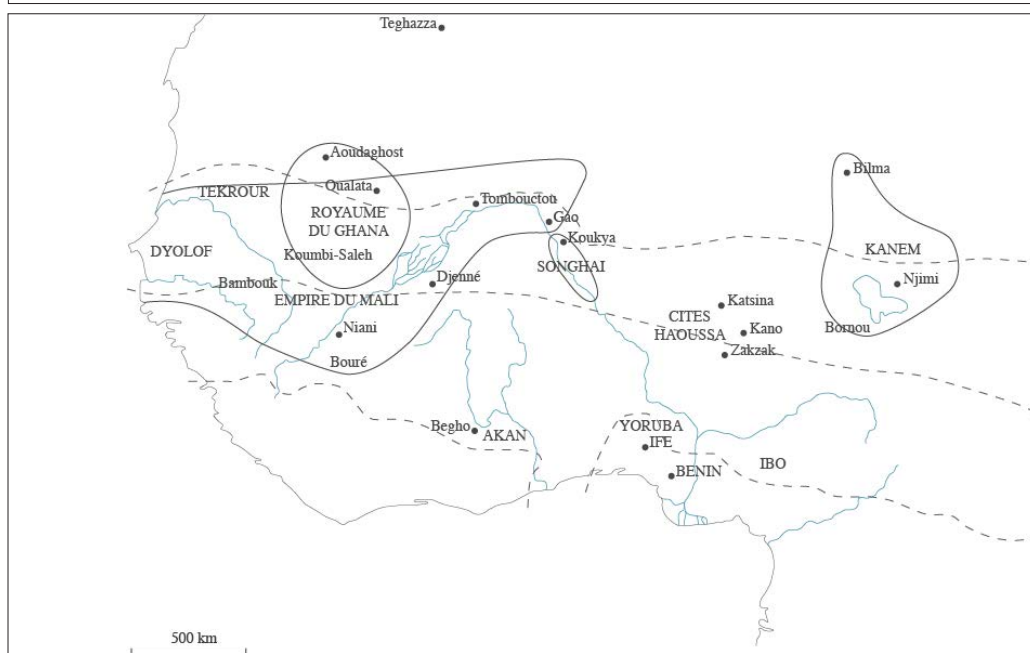 Teghazza
Aoudaghost
Bilma
TEKROUR
Oualata
Tombouctou
ROYAUME
DU GHANA
Gao
Koukya
DYOLOF
Koumbi-Saleh
KANEM
SONGHAI
Bambouk
Djenné
Njimi
EMPIRE DU MALI
Katsina
CITES
HAOUSSA
Bornou
Niani
Kano
Bouré
Zakzak
Begho
AKAN
YORUBA
IFE
BENIN
IBO
500 km